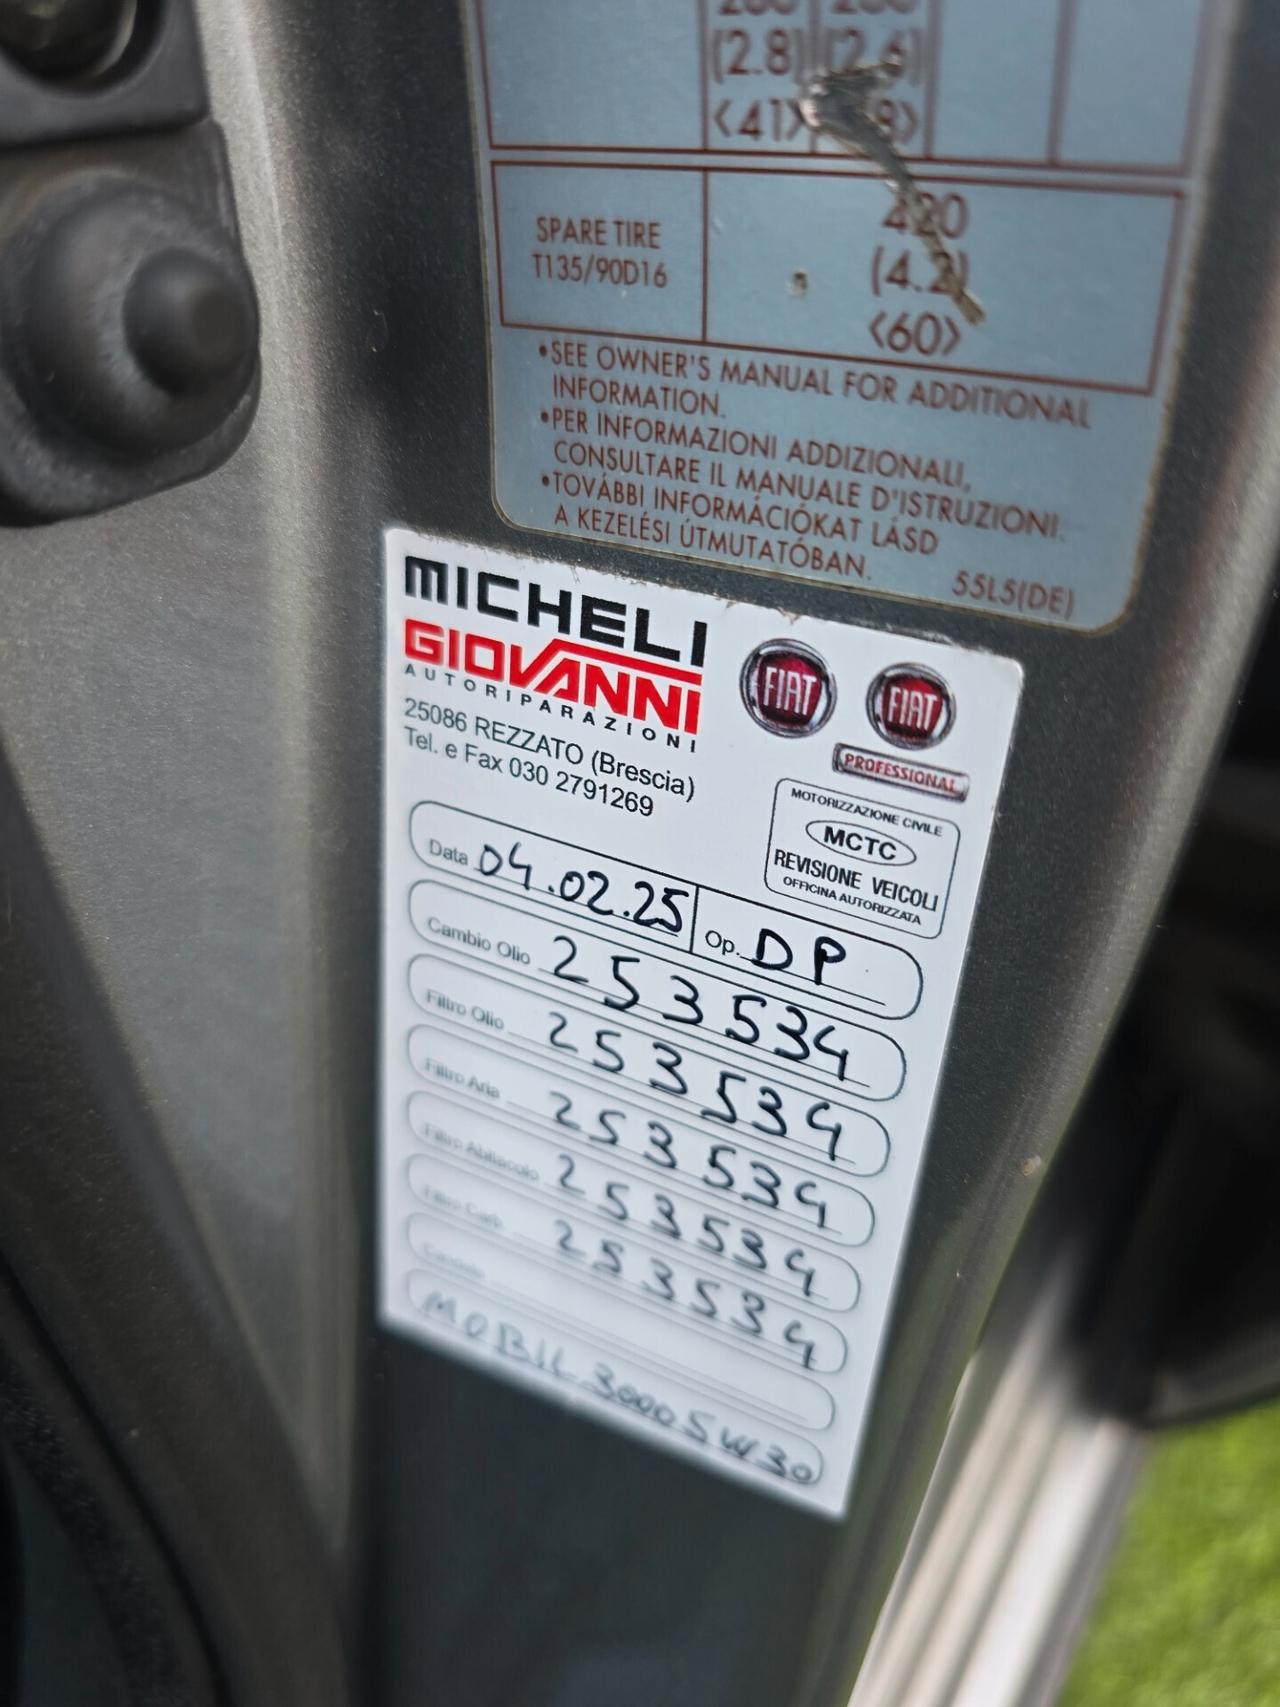 (2.8) (2.6)
<41>
SPARE TIRE
T135/90D16
420
(4.2)
<60>
•SEE OWNER'S MANUAL FOR ADDITIONAL
INFORMATION.
•PER INFORMAZIONI ADDIZIONALI,
CONSULTARE IL MANUALE D'ISTRUZIONI.
•TOVÁBBI INFORMÁCIÓKAT LÁSD
A KEZELÉSI ÚTMUTATÓBAN.
55L5(DE)
MICHELI
GIOVANNI
AUTORIPARAZIONI
25086 REZZATO (Brescia)
Tel. e Fax 030 2791269
FIAT
FIAT
PROFESSIONAL
MOTORIZZAZIONE CIVILE
MCTC
REVISIONE VEICOLI
OFFICINA AUTORIZZATA
Data 04.02.25 Op. DP
Cambio Olio 253534
Filtro Olio 253534
Filtro Aria 253534
Filtro Abitacolo 253534
Filtro Carb. 253534
Candele
MOBIL 3000 5W30